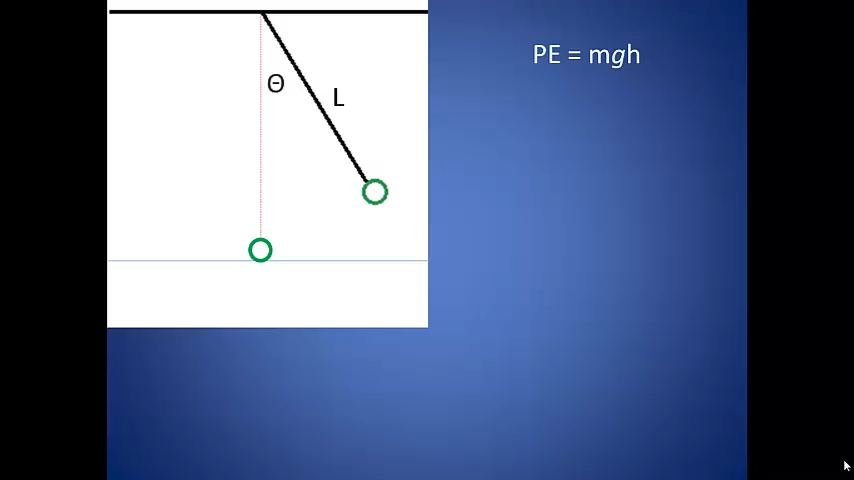 PE = mgh
Θ
L